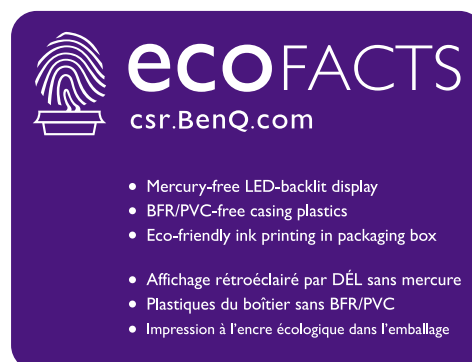 ecoFACTS
csr.BenQ.com
• Mercury-free LED-backlit display
• BFR/PVC-free casing plastics
• Eco-friendly ink printing in packaging box
• Affichage rétroéclairé par DÉL sans mercure
• Plastiques du boîtier sans BFR/PVC
• Impression à l'encre écologique dans l'emballage